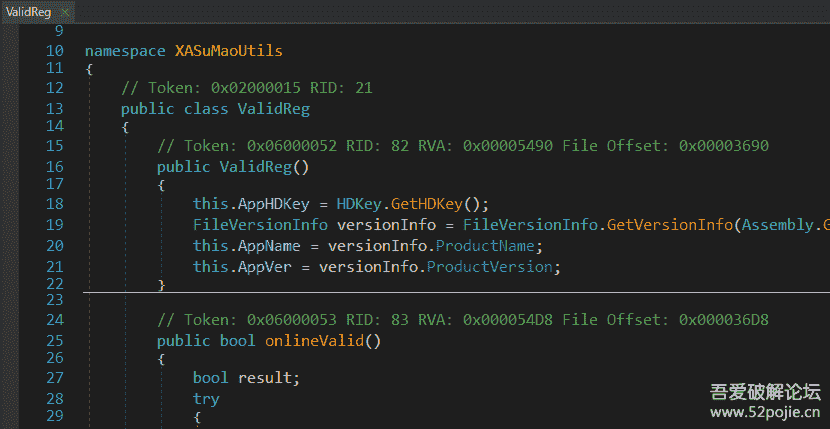 ValidReg ×
9
10 namespace XASuMaoUtils
11 {
12 // Token: 0x02000015 RID: 21
13 public class ValidReg
14 {
15 // Token: 0x06000052 RID: 82 RVA: 0x00005490 File Offset: 0x00003690
16 public ValidReg()
17 {
18 this.AppHDKey = HDKey.GetHDKey();
19 FileVersionInfo versionInfo = FileVersionInfo.GetVersionInfo(Assembly.G
20 this.AppName = versionInfo.ProductName;
21 this.AppVer = versionInfo.ProductVersion;
22 }
23
24 // Token: 0x06000053 RID: 83 RVA: 0x000054D8 File Offset: 0x000036D8
25 public bool onlineValid()
26 {
27 bool result;
28 try
29 {
吾爱破解论坛
www.52pojie.cn